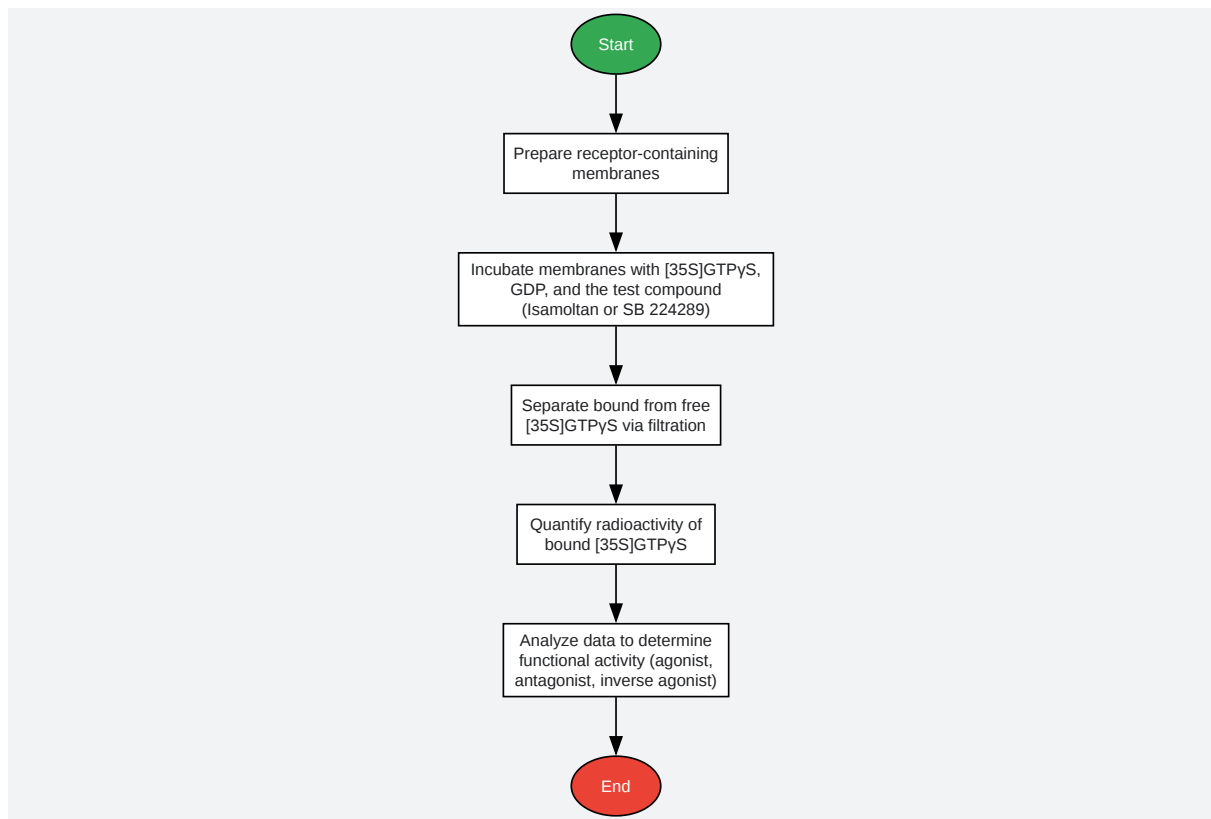 Start
Prepare receptor-containing
membranes
Incubate membranes with [35S]GTPγS,
GDP, and the test compound
(Isamoltan or SB 224289)
Separate bound from free
[35S]GTPγS via filtration
Quantify radioactivity of
bound [35S]GTPγS
Analyze data to determine
functional activity (agonist,
antagonist, inverse agonist)
End